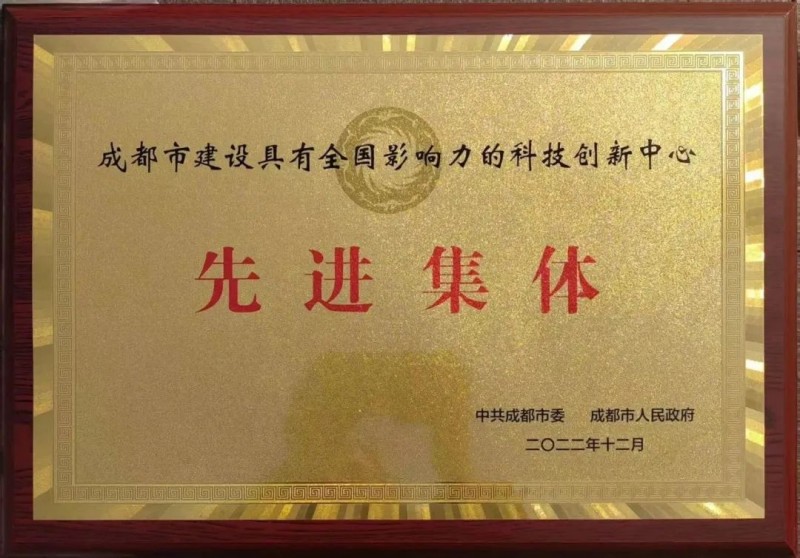 成都市建设具有全国影响力的科技创新中心
先进集体
中共成都市委 成都市人民政府
二〇二二年十二月